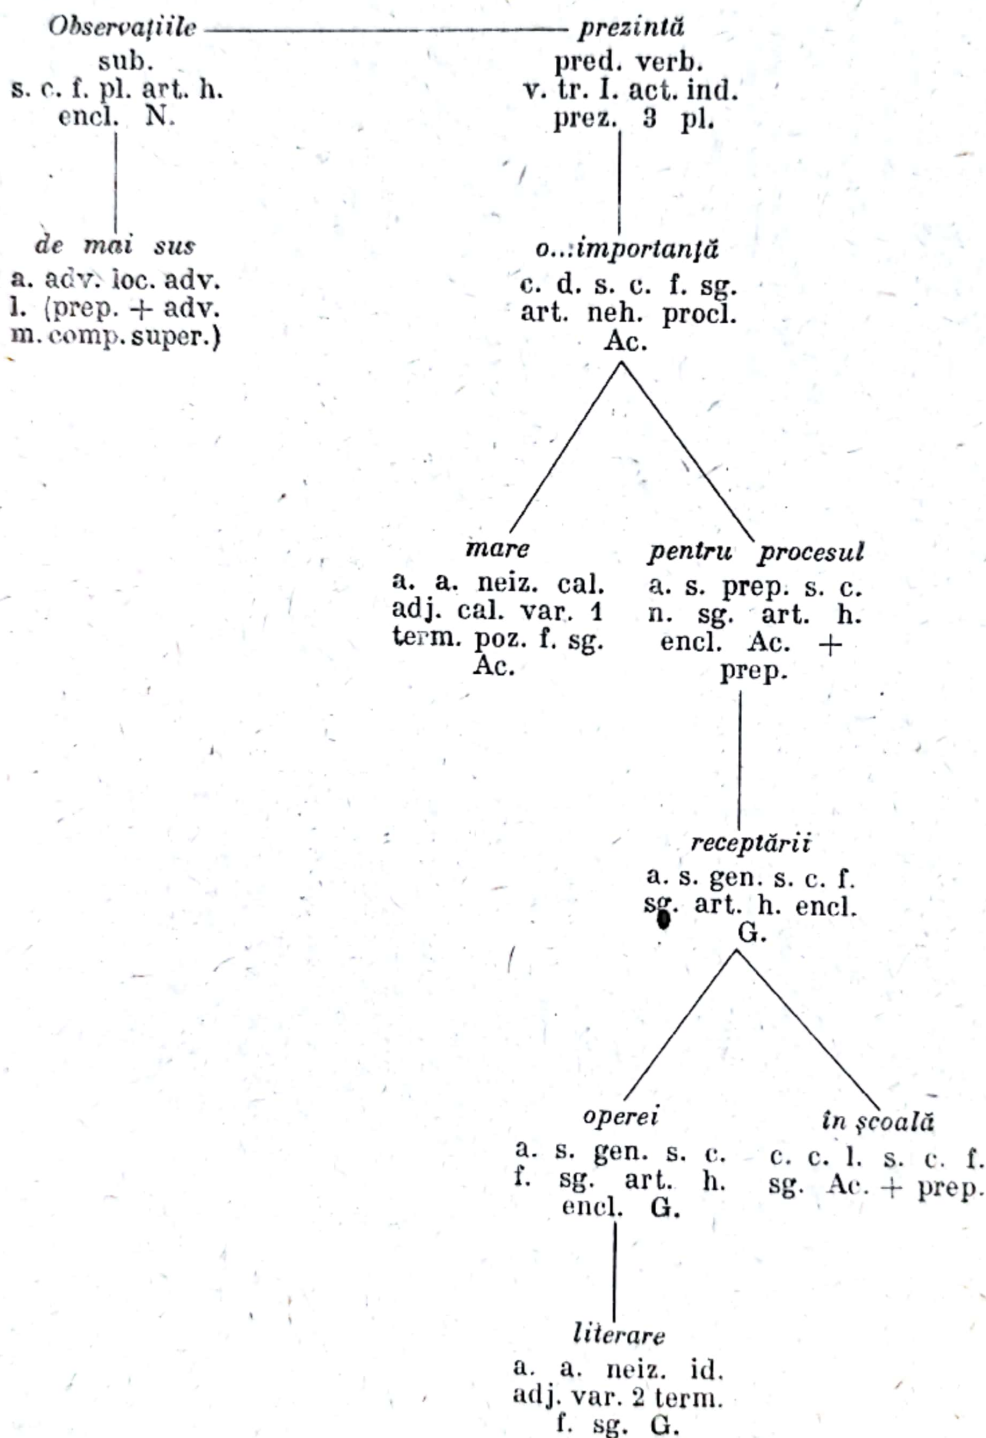 Observațiile prezintă
sub.
s. c. f. pl. art. h.
encl. N.
pred. verb.
v. tr. I. act. ind.
prez. 3 pl.
de mai sus
a. adv. loc. adv.
l. (prep. + adv.
m. comp. super.)
o...importanță
c. d. s. c. f. sg.
art. neh. procl.
Ac.
mare
a. a. neiz. cal.
adj. cal. var. 1
term. poz. f. sg.
Ac.
pentru procesul
a. s. prep. s. c.
n. sg. art. h.
encl. Ac. +
prep.
receptării
a. s. gen. s. c. f.
sg. art. h. encl.
G.
operei
a. s. gen. s. c.
f. sg. art. h.
encl. G.
în școală
c. c. l. s. c. f.
sg. Ac. + prep.
literare
a. a. neiz. id.
adj. var. 2 term.
f. sg. G.